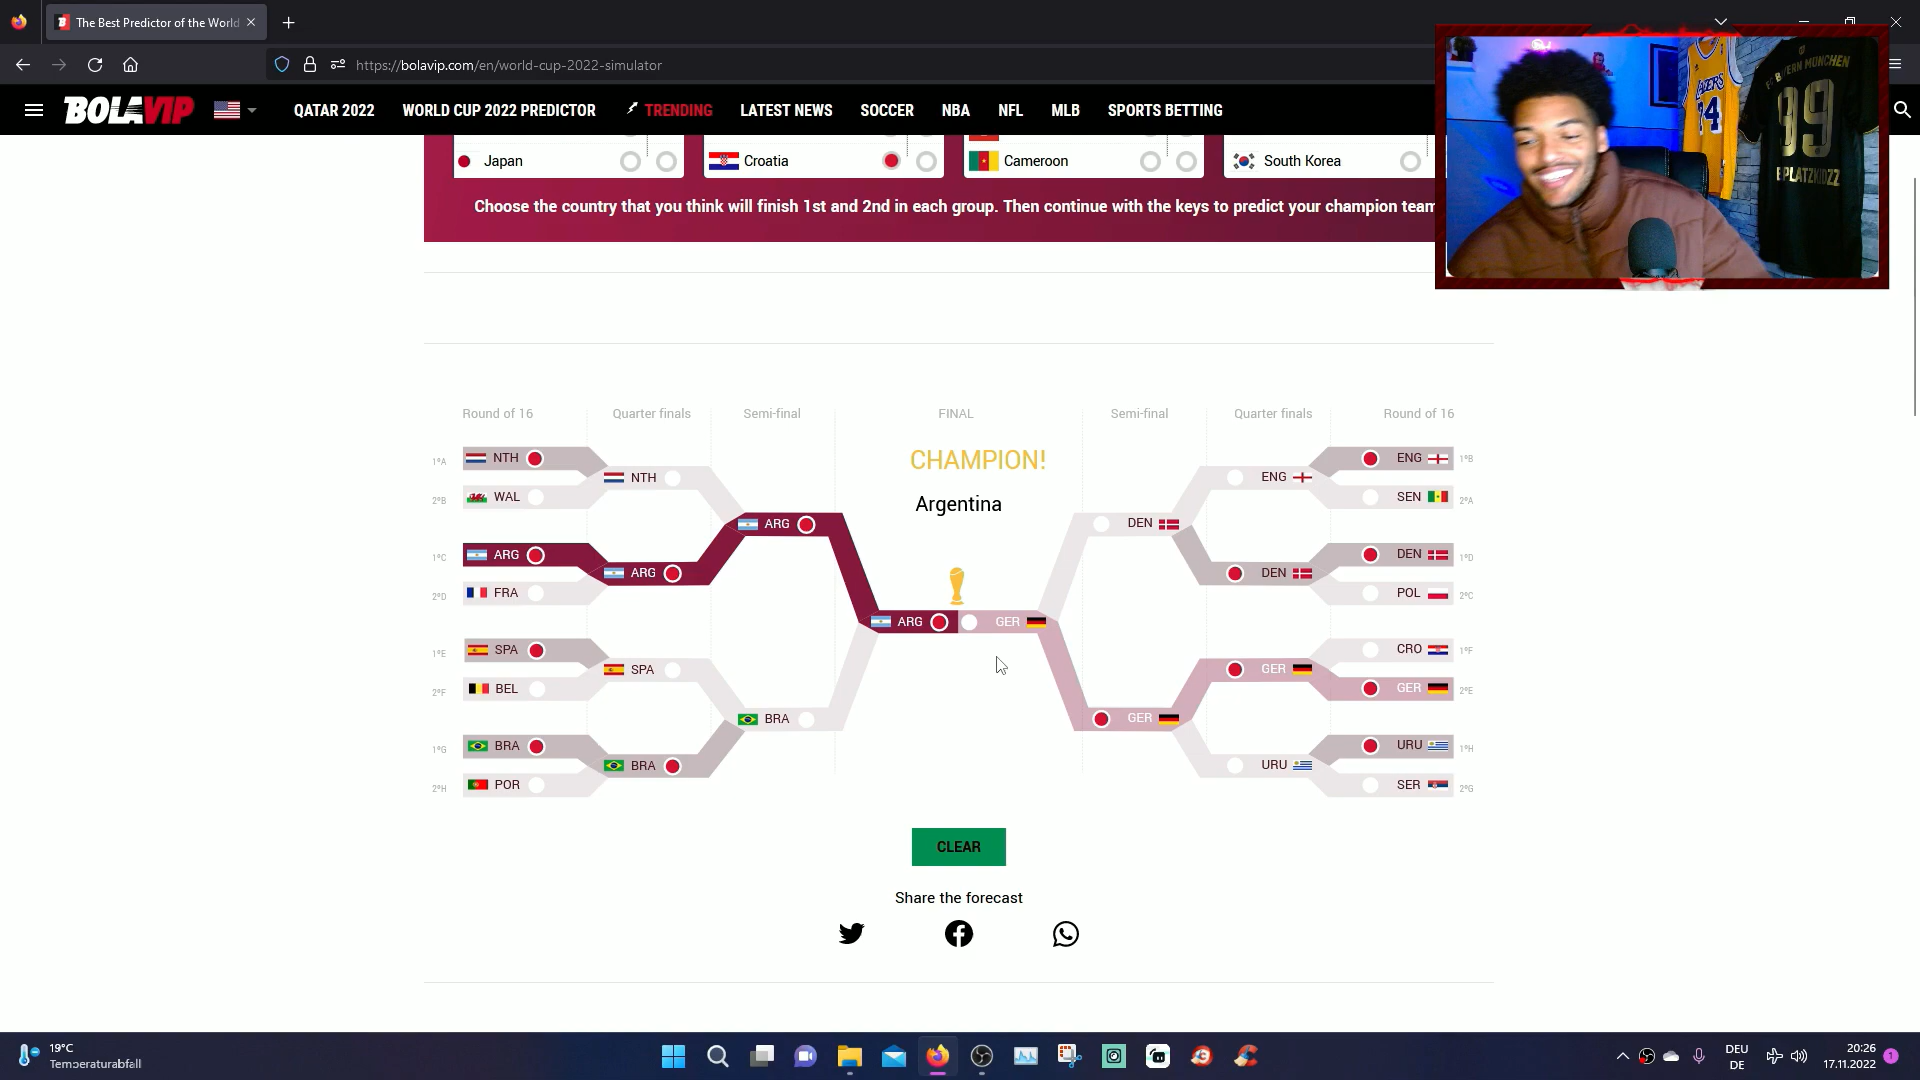 The Best Predictor of the World
https://bolavip.com/en/world-cup-2022-simulator
BOLAVIP
QATAR 2022
WORLD CUP 2022 PREDICTOR
TRENDING
LATEST NEWS
SOCCER
NBA
NFL
MLB
SPORTS BETTING
Japan
Croatia
Cameroon
South Korea
Choose the country that you think will finish 1st and 2nd in each group. Then continue with the keys to predict your champion team
FC BAYERN MÜNCHEN
99
EPLATZKIDZZ
Round of 16
Quarter finals
Semi-final
FINAL
Semi-final
Quarter finals
Round of 16
CHAMPION!
Argentina
1ºA
NTH
2ºB
WAL
NTH
1ºC
ARG
2ºD
FRA
ARG
ARG
1ºE
SPA
2ºF
BEL
SPA
1ºG
BRA
2ºH
POR
BRA
BRA
ARG
GER
DEN
GER
ENG
DEN
GER
URU
ENG
1ºB
SEN
2ºA
DEN
1ºD
POL
2ºC
CRO
1ºF
GER
2ºE
URU
1ºH
SER
2ºG
CLEAR
Share the forecast
19°C
Temperaturabfall
DEU
DE
20:26
17.11.2022
1